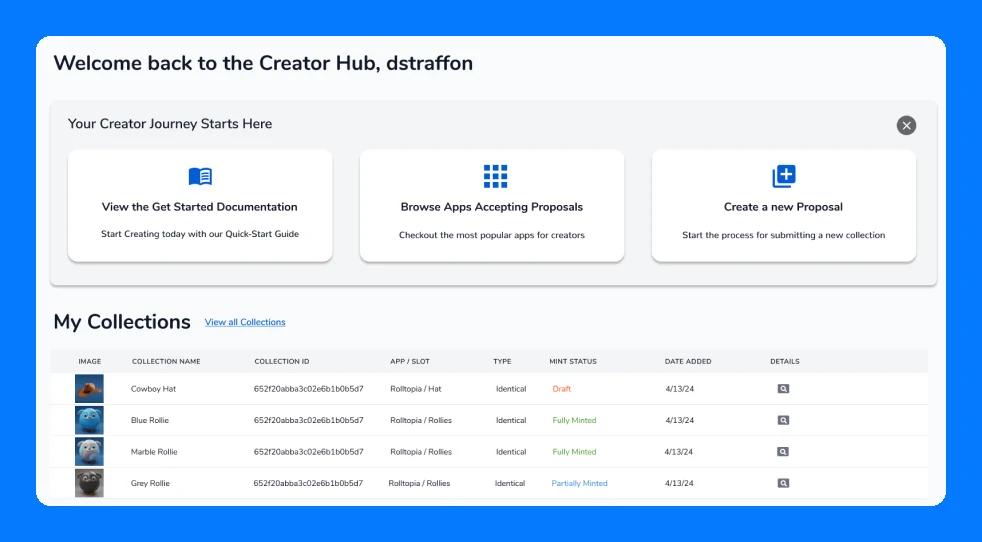 Welcome back to the Creator Hub, dstraffon
Your Creator Journey Starts Here
View the Get Started Documentation
Start Creating today with our Quick-Start Guide
Browse Apps Accepting Proposals
Checkout the most popular apps for creators
Create a new Proposal
Start the process for submitting a new collection
My Collections View all Collections
IMAGE COLLECTION NAME COLLECTION ID APP / SLOT TYPE MINT STATUS DATE ADDED DETAILS
Cowboy Hat 652f20abba3c02e6b1b0b5d7 Rolltopia / Hat Identical Draft 4/13/24
Blue Rollie 652f20abba3c02e6b1b0b5d7 Rolltopia / Rollies Identical Fully Minted 4/13/24
Marble Rollie 652f20abba3c02e6b1b0b5d7 Rolltopia / Rollies Identical Fully Minted 4/13/24
Grey Rollie 652f20abba3c02e6b1b0b5d7 Rolltopia / Rollies Identical Partially Minted 4/13/24